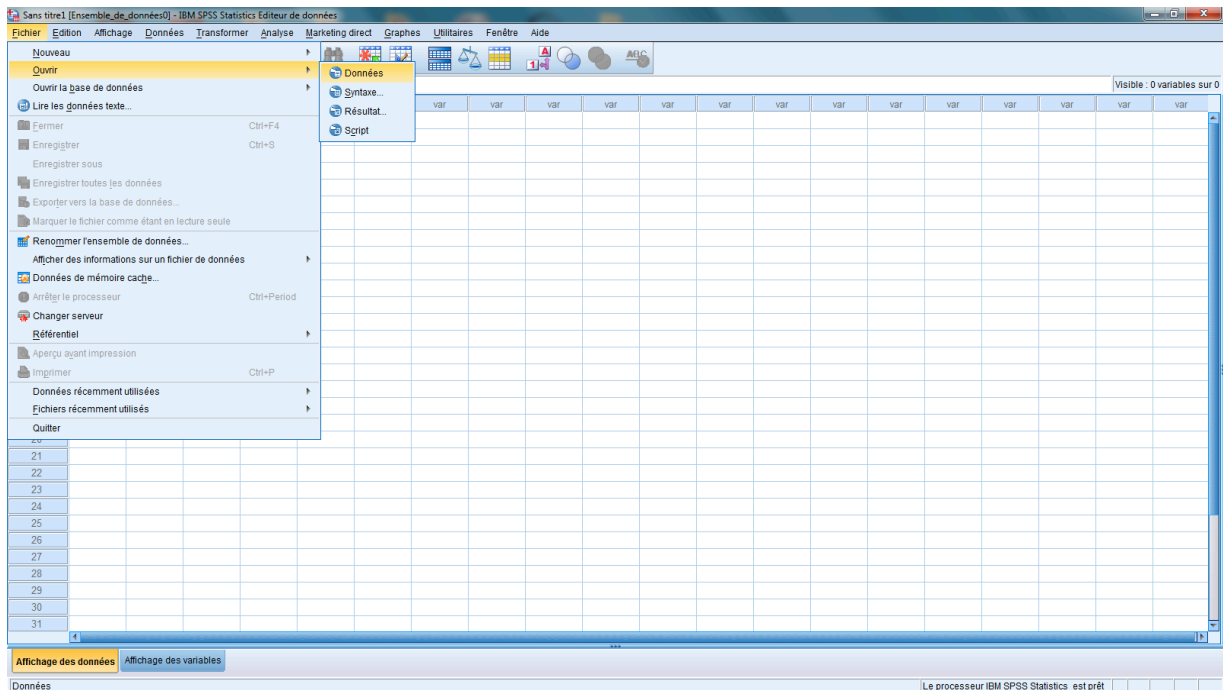 Sans titre1 [Ensemble_de_données0] - IBM SPSS Statistics Editeur de données
Fichier Edition Affichage Données Transformer Analyse Marketing direct Graphes Utilitaires Fenêtre Aide
Nouveau
Ouvrir
Ouvrir la base de données
Lire les données texte...
Fermer Ctrl+F4
Enregistrer Ctrl+S
Enregistrer sous
Enregistrer toutes les données
Exporter vers la base de données...
Marquer le fichier comme étant en lecture seule
Renommer l'ensemble de données...
Afficher des informations sur un fichier de données
Données de mémoire cache...
Arrêter le processeur Ctrl+Period
Changer serveur
Référentiel
Aperçu avant impression
Imprimer Ctrl+P
Données récemment utilisées
Fichiers récemment utilisés
Quitter
Données
Syntaxe...
Résultat...
Script
Visible : 0 variables sur 0
var var var var var var var var var var var var var var
21
22
23
24
25
26
27
28
29
30
31
Affichage des données Affichage des variables
Données Le processeur IBM SPSS Statistics est prêt